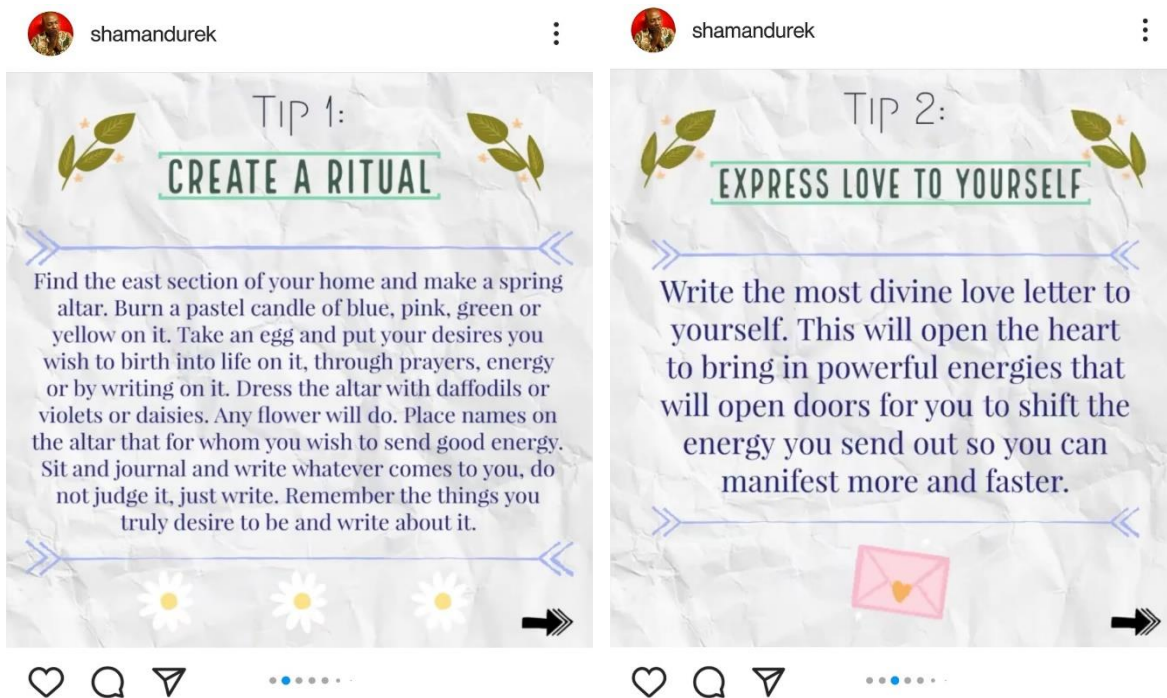 shamandurek
TIP 1:
CREATE A RITUAL
Find the east section of your home and make a spring
altar. Burn a pastel candle of blue, pink, green or
yellow on it. Take an egg and put your desires you
wish to birth into life on it, through prayers, energy
or by writing on it. Dress the altar with daffodils or
violets or daisies. Any flower will do. Place names on
the altar that for whom you wish to send good energy.
Sit and journal and write whatever comes to you, do
not judge it, just write. Remember the things you
truly desire to be and write about it.
shamandurek
TIP 2:
EXPRESS LOVE TO YOURSELF
Write the most divine love letter to
yourself. This will open the heart
to bring in powerful energies that
will open doors for you to shift the
energy you send out so you can
manifest more and faster.